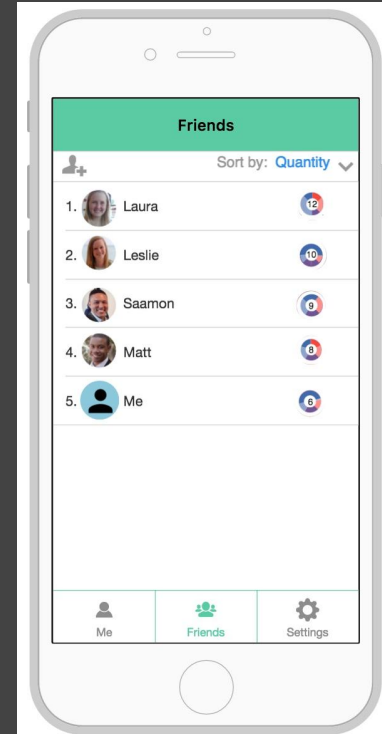 Friends
Sort by: Quantity
1. Laura 12
2. Leslie 10
3. Saamon 9
4. Matt 8
5. Me 6
Me Friends Settings